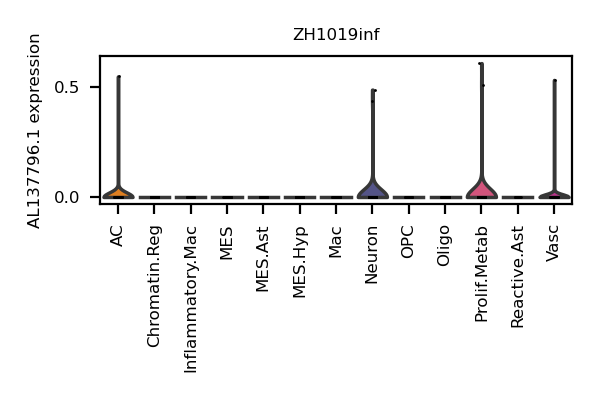 ZH1019inf
AL137796.1 expression
0.5
0.0
AC
Chromatin.Reg
Inflammatory.Mac
MES
MES.Ast
MES.Hyp
Mac
Neuron
OPC
Oligo
Prolif.Metab
Reactive.Ast
Vasc